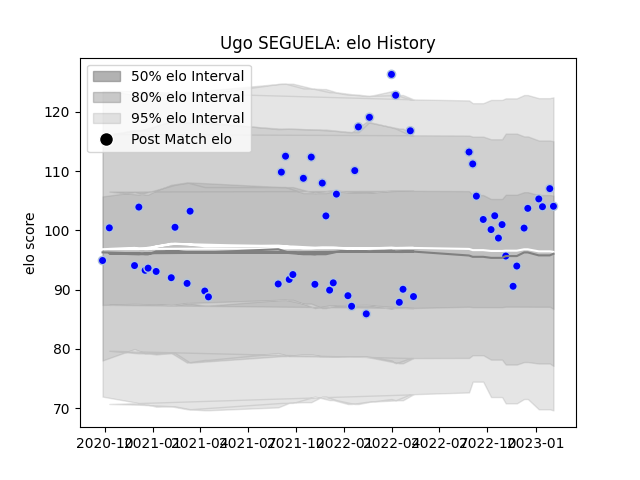 Ugo SEGUELA: elo History
50% elo Interval
80% elo Interval
95% elo Interval
Post Match elo
elo score
120
110
100
90
80
70
2020-10 2021-01 2021-04 2021-07 2021-10 2022-01 2022-04 2022-07 2022-10 2023-01